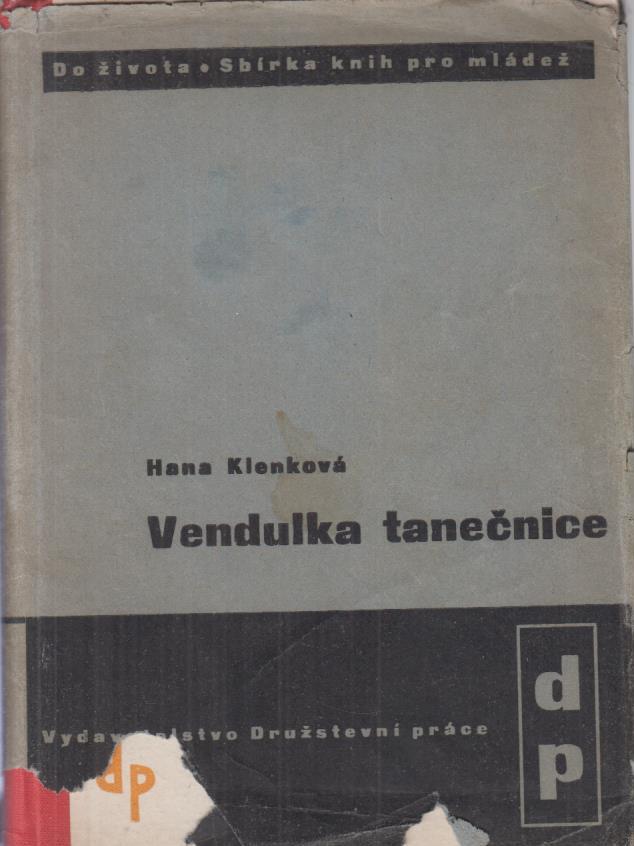 Do života • Sbírka knih pro mládež
Hana Klenková
Vendulka tanečnice
Družstevní práce
d
p
dp